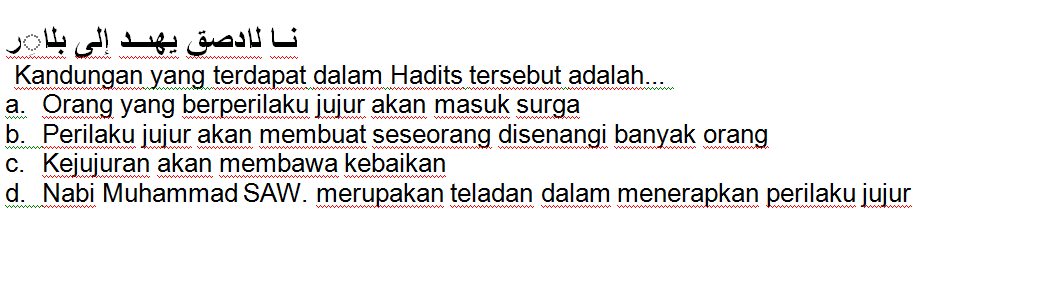 نــا لادصق يهــد إلى بلاِر
Kandungan yang terdapat dalam Hadits tersebut adalah...
a. Orang yang berperilaku jujur akan masuk surga
b. Perilaku jujur akan membuat seseorang disenangi banyak orang
c. Kejujuran akan membawa kebaikan
d. Nabi Muhammad SAW. merupakan teladan dalam menerapkan perilaku jujur